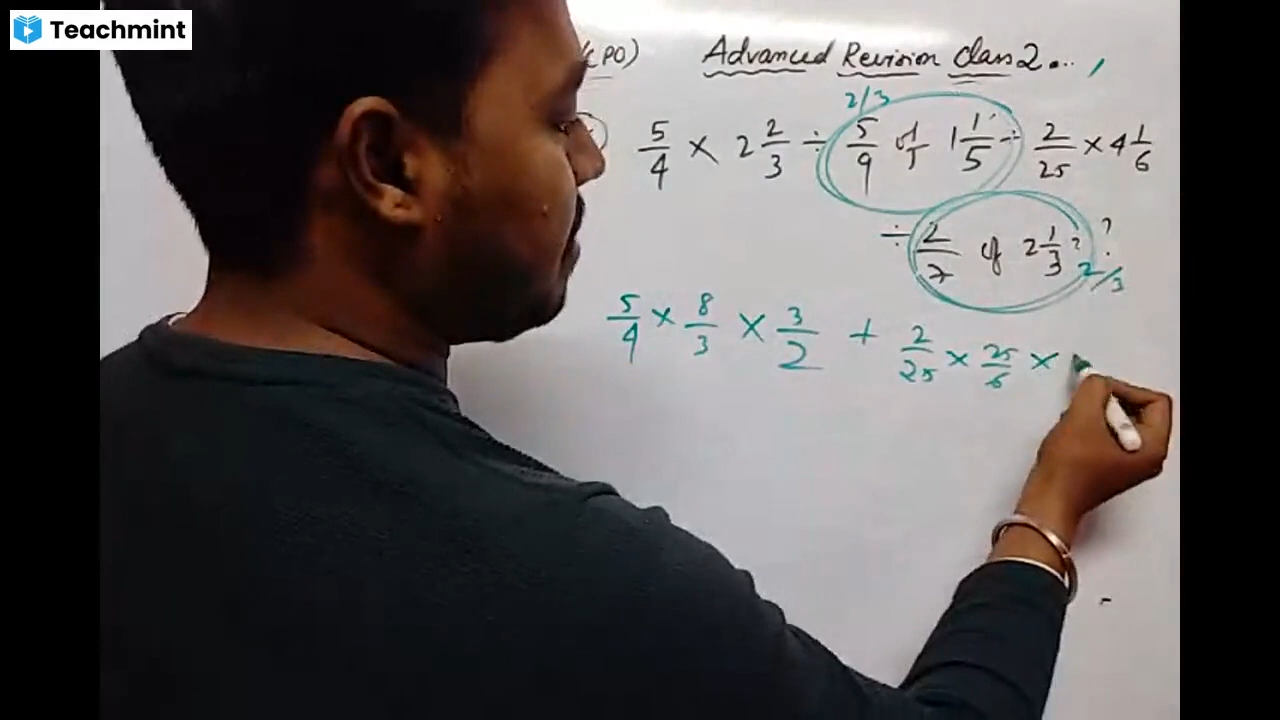 Teachmint
PO) Advanced Revision Class 2...,
2/3
5/4 × 2 2/3 ÷ 5/9 of 1 1/5 + 2/25 × 4 1/6
÷ 2/7 of 2 1/3 ? ?
2/3
5/4 × 8/3 × 3/2 + 2/25 × 25/6 ×